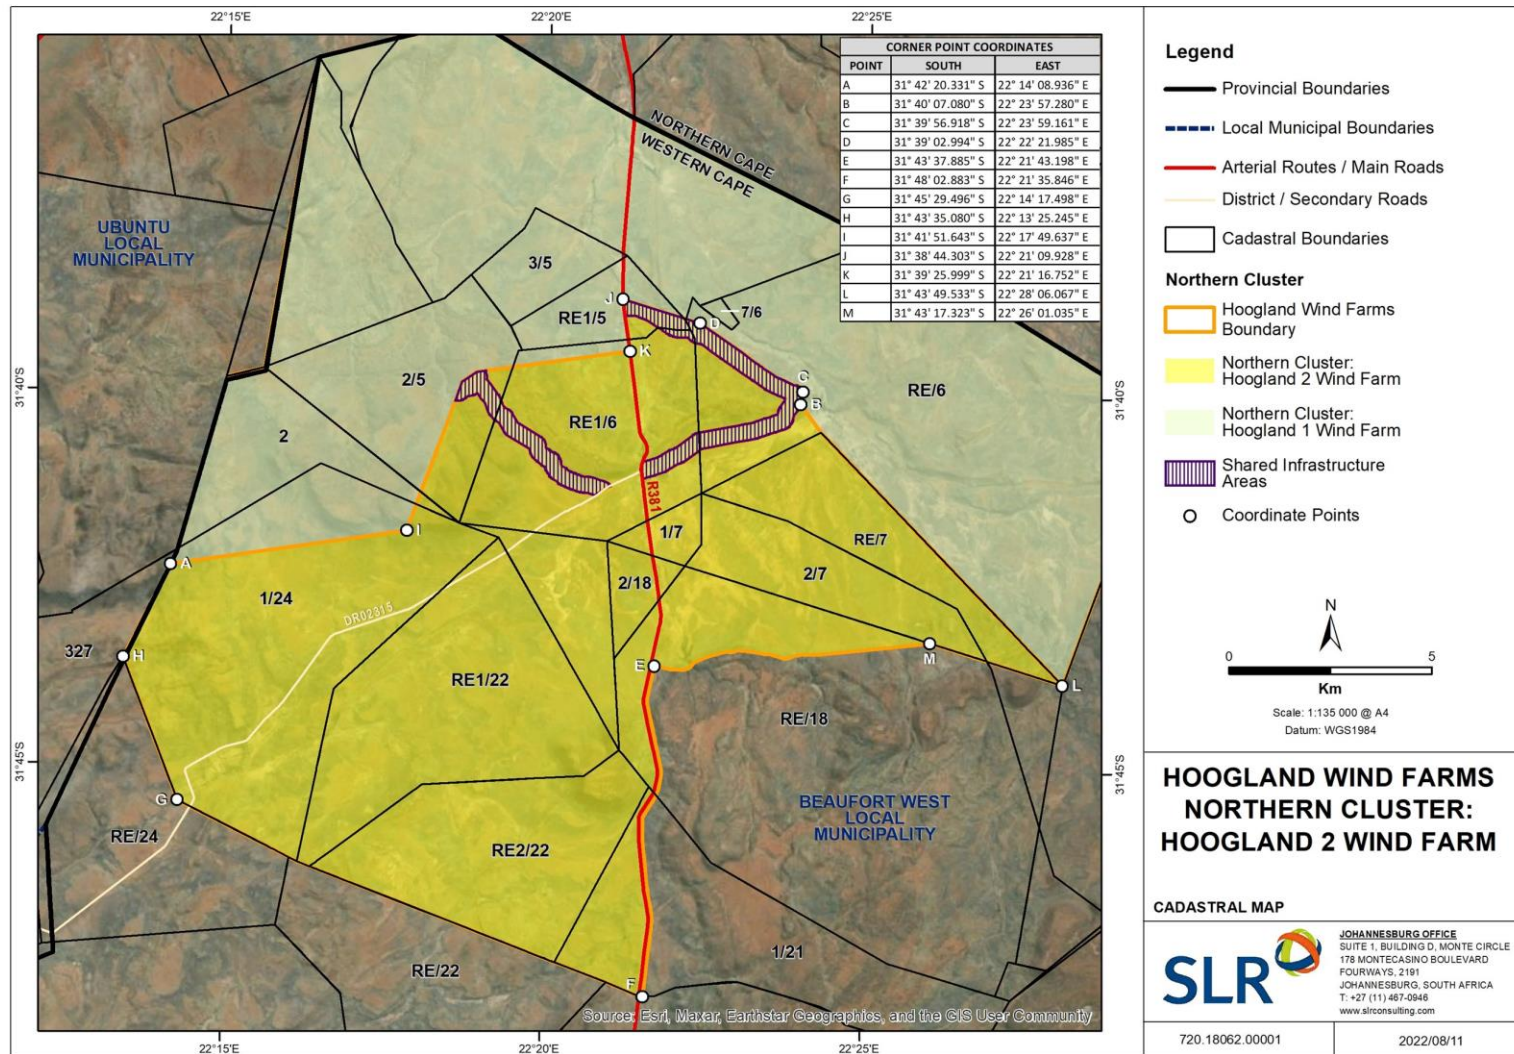 22°15'E
22°20'E
22°25'E
CORNER POINT COORDINATES
POINT SOUTH EAST
A 31° 42' 20.331" S 22° 14' 08.936" E
B 31° 40' 07.080" S 22° 23' 57.280" E
C 31° 39' 56.918" S 22° 23' 59.161" E
D 31° 39' 02.994" S 22° 22' 21.985" E
E 31° 43' 37.885" S 22° 21' 43.198" E
F 31° 48' 02.883" S 22° 21' 35.846" E
G 31° 45' 29.496" S 22° 14' 17.498" E
H 31° 43' 35.080" S 22° 13' 25.245" E
I 31° 41' 51.643" S 22° 17' 49.637" E
J 31° 38' 44.303" S 22° 21' 09.928" E
K 31° 39' 25.999" S 22° 21' 16.752" E
L 31° 43' 49.533" S 22° 28' 06.067" E
M 31° 43' 17.323" S 22° 26' 01.035" E
NORTHERN CAPE
WESTERN CAPE
UBUNTU
LOCAL
MUNICIPALITY
3/5
J
RE1/5
D
7/6
K
31°40'S
2/5
C
RE/6
31°40'S
B
2
RE1/6
R381
I
1/7
RE/7
A
2/18
2/7
1/24
DR02315
327
H
E
M
RE1/22
L
RE/18
31°45'S
31°45'S
G
BEAUFORT WEST
LOCAL
MUNICIPALITY
RE/24
RE2/22
1/21
RE/22
F
Source: Esri, Maxar, Earthstar Geographics, and the GIS User Community
22°15'E
22°20'E
22°25'E
Legend
Provincial Boundaries
Local Municipal Boundaries
Arterial Routes / Main Roads
District / Secondary Roads
Cadastral Boundaries
Northern Cluster
Hoogland Wind Farms
Boundary
Northern Cluster:
Hoogland 2 Wind Farm
Northern Cluster:
Hoogland 1 Wind Farm
Shared Infrastructure
Areas
Coordinate Points
N
0 5
Km
Scale: 1:135 000 @ A4
Datum: WGS1984
HOOGLAND WIND FARMS
NORTHERN CLUSTER:
HOOGLAND 2 WIND FARM
CADASTRAL MAP
SLR
JOHANNESBURG OFFICE
SUITE 1, BUILDING D, MONTE CIRCLE
178 MONTECASINO BOULEVARD
FOURWAYS, 2191
JOHANNESBURG, SOUTH AFRICA
T: +27 (11) 467-0946
www.slrconsulting.com
720.18062.00001
2022/08/11